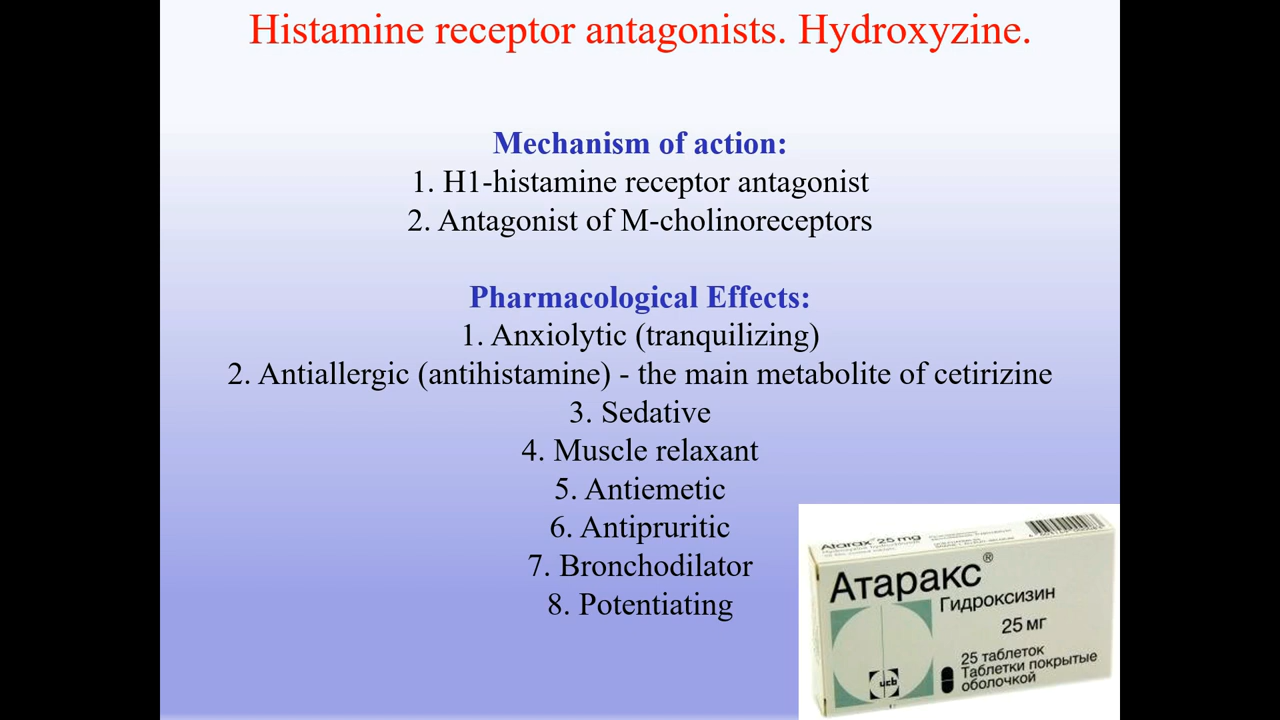 Histamine receptor antagonists. Hydroxyzine.
Mechanism of action:
1. H1-histamine receptor antagonist
2. Antagonist of M-cholinoreceptors
Pharmacological Effects:
1. Anxiolytic (tranquilizing)
2. Antiallergic (antihistamine) - the main metabolite of cetirizine
3. Sedative
4. Muscle relaxant
5. Antiemetic
6. Antipruritic
7. Bronchodilator
8. Potentiating
Atarax® 25 mg
Атаракс®
Гидроксизин
25 мг
25 таблеток
Таблетки покрытые
оболочкой
ucb